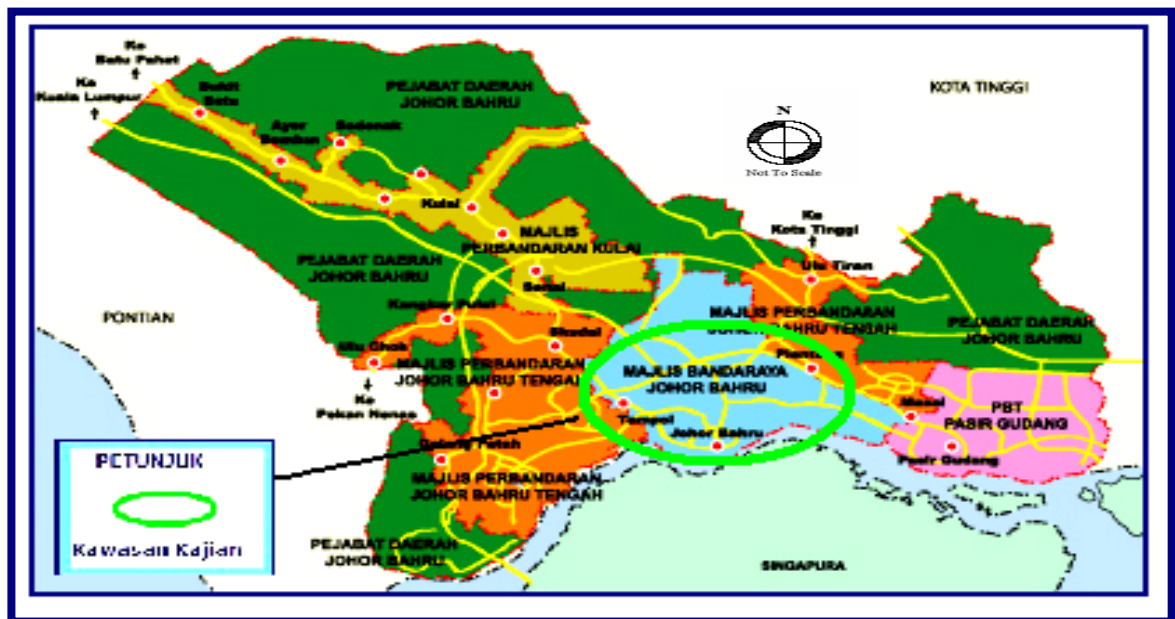 Ke
Batu Pahat
Ke
Kuala Lumpur
Bukit
Batu
PEJABAT DAERAH
JOHOR BAHRU
KOTA TINGGI
N
Not To Scale
Ayer
Bemban
Sedenak
Kulai
MAJLIS
PERBANDARAN KULAI
Ke
Kota Tinggi
Ulu Tiram
PEJABAT DAERAH
JOHOR BAHRU
Senai
Kangkar Pulai
PONTIAN
Skudai
MAJLIS PERBANDARAN
JOHOR BAHRU TENGAH
PEJABAT DAERAH
JOHOR BAHRU
Ulu Choh
MAJLIS PERBANDARAN
JOHOR BAHRU TENGAH
Plentong
MAJLIS BANDARAYA
JOHOR BAHRU
Ke
Pekan Nenas
Tampoi
Masai
PBT
PASIR GUDANG
Johor Bahru
Gelang Patah
Pasir Gudang
PETUNJUK
MAJLIS PERBANDARAN
JOHOR BAHRU TENGAH
Kawasan Kajian
PEJABAT DAERAH
JOHOR BAHRU
SINGAPURA